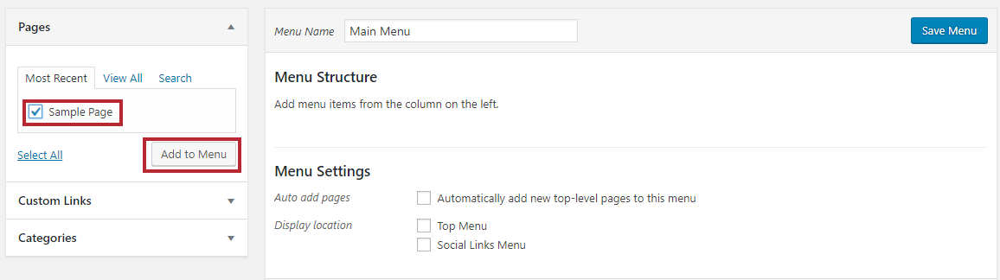 Pages
Most Recent View All Search
Sample Page
Select All Add to Menu
Custom Links
Categories
Menu Name Main Menu Save Menu
Menu Structure
Add menu items from the column on the left.
Menu Settings
Auto add pages Automatically add new top-level pages to this menu
Display location Top Menu
Social Links Menu